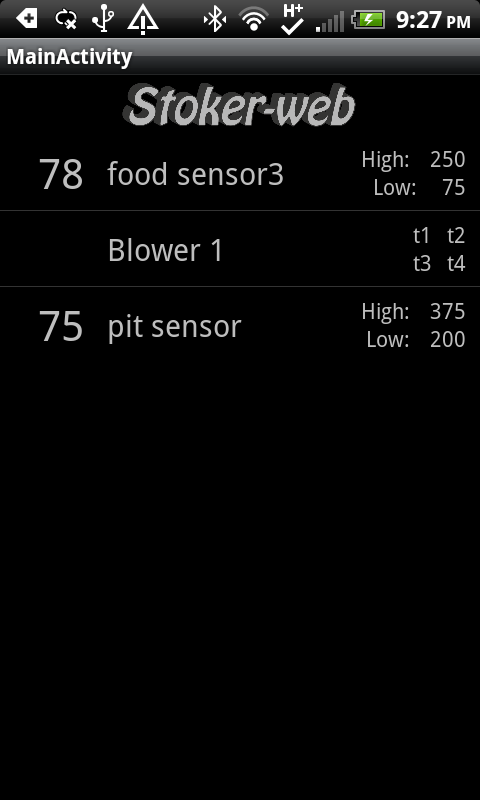 H+
9:27 PM
MainActivity
Stoker-web
78 food sensor3 High: 250
Low: 75
Blower 1 t1 t2
t3 t4
75 pit sensor High: 375
Low: 200